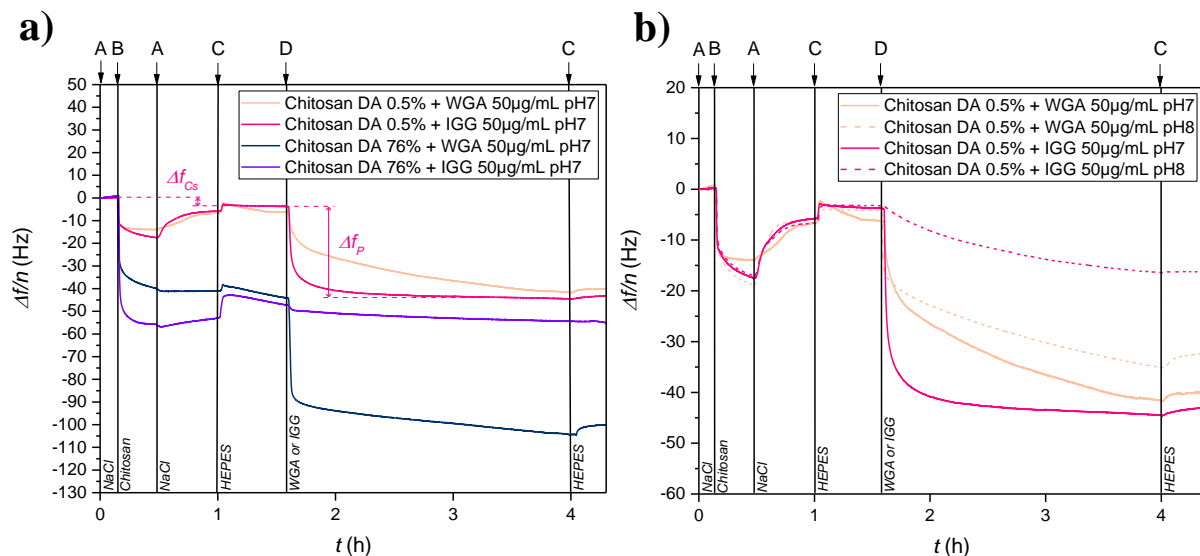 a)
A B A C D C
50
40
30
20
10
0
-10
-20
-30
-40
-50
-60
-70
-80
-90
-100
-110
-120
-130
Δf/n (Hz)
Chitosan DA 0.5% + WGA 50µg/mL pH7
Chitosan DA 0.5% + IGG 50µg/mL pH7
Chitosan DA 76% + WGA 50µg/mL pH7
Chitosan DA 76% + IGG 50µg/mL pH7
Δf_Cs
Δf_P
NaCl
Chitosan
NaCl
HEPES
WGA or IGG
HEPES
0 1 2 3 4
t (h)
b)
A B A C D C
20
10
0
-10
-20
-30
-40
-50
-60
Δf/n (Hz)
Chitosan DA 0.5% + WGA 50µg/mL pH7
Chitosan DA 0.5% + WGA 50µg/mL pH8
Chitosan DA 0.5% + IGG 50µg/mL pH7
Chitosan DA 0.5% + IGG 50µg/mL pH8
NaCl
Chitosan
NaCl
HEPES
WGA or IGG
HEPES
0 1 2 3 4
t (h)